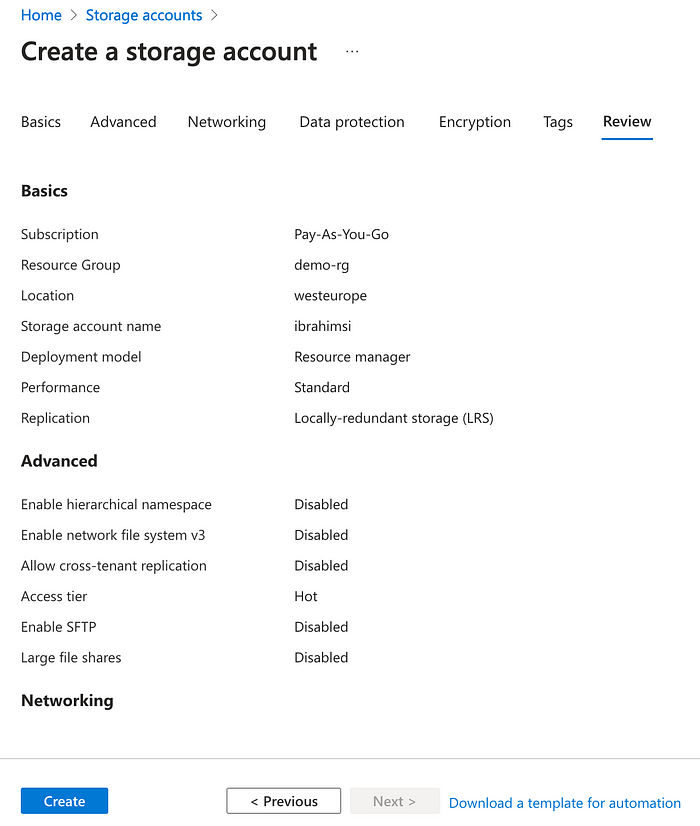 Home > Storage accounts >
Create a storage account ...
Basics Advanced Networking Data protection Encryption Tags Review
Basics
Subscription Pay-As-You-Go
Resource Group demo-rg
Location westeurope
Storage account name ibrahimsi
Deployment model Resource manager
Performance Standard
Replication Locally-redundant storage (LRS)
Advanced
Enable hierarchical namespace Disabled
Enable network file system v3 Disabled
Allow cross-tenant replication Disabled
Access tier Hot
Enable SFTP Disabled
Large file shares Disabled
Networking
Create < Previous Next > Download a template for automation